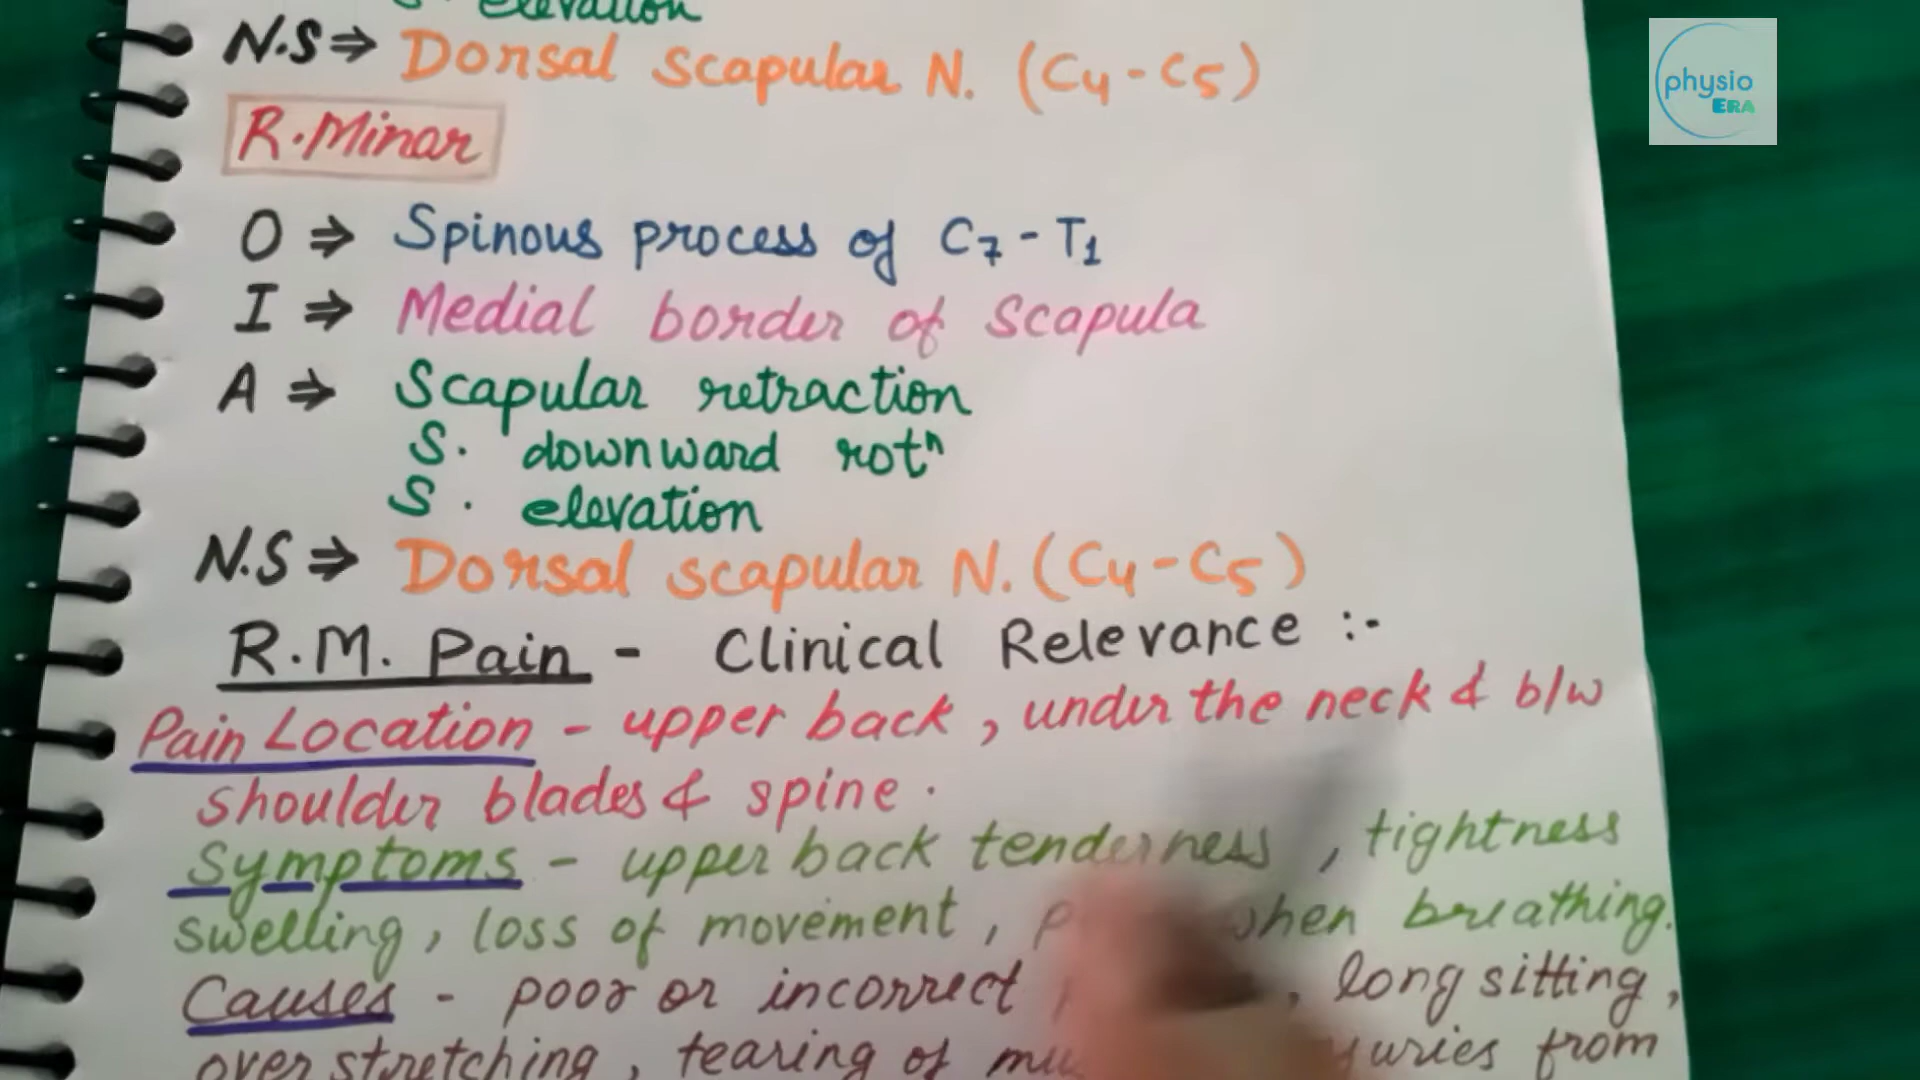 S. elevation
N.S ⇒ Dorsal scapular N. (C4 - C5)
R. Minor
O ⇒ Spinous process of C7 - T1
I ⇒ Medial border of Scapula
A ⇒ Scapular retraction
S. downward rotⁿ
S. elevation
N.S ⇒ Dorsal scapular N. (C4 - C5)
R.M. Pain - Clinical Relevance :-
Pain Location - upper back, under the neck & b/w
shoulder blades & spine.
Symptoms - upper back tenderness, tightness
swelling, loss of movement, when breathing.
Causes - poor or incorrect , long sitting,
over stretching, tearing of from
physio
ERA